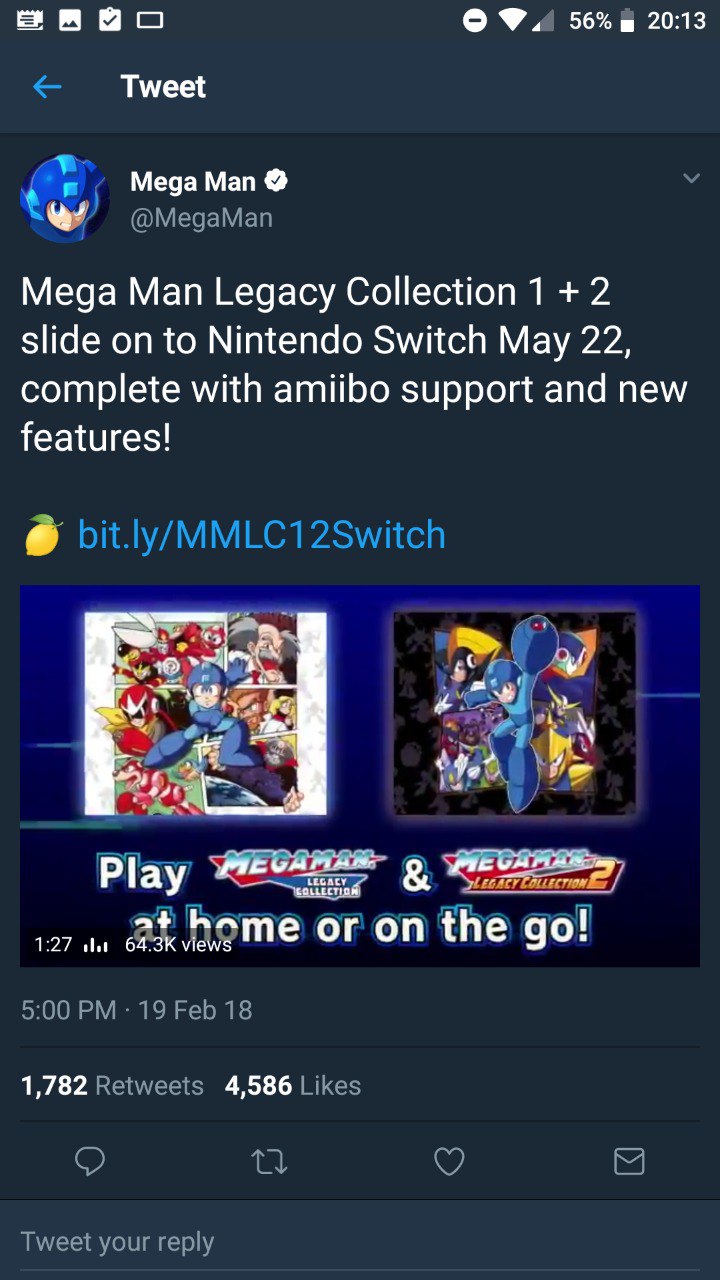 56% 20:13
Tweet
Mega Man
@MegaMan
Mega Man Legacy Collection 1 + 2
slide on to Nintendo Switch May 22,
complete with amiibo support and new
features!
🍋 bit.ly/MMLC12Switch
Play MEGAMAN LEGACY COLLECTION & MEGAMAN LEGACY COLLECTION 2
at home or on the go!
1:27 64.3K views
5:00 PM · 19 Feb 18
1,782 Retweets 4,586 Likes
Tweet your reply